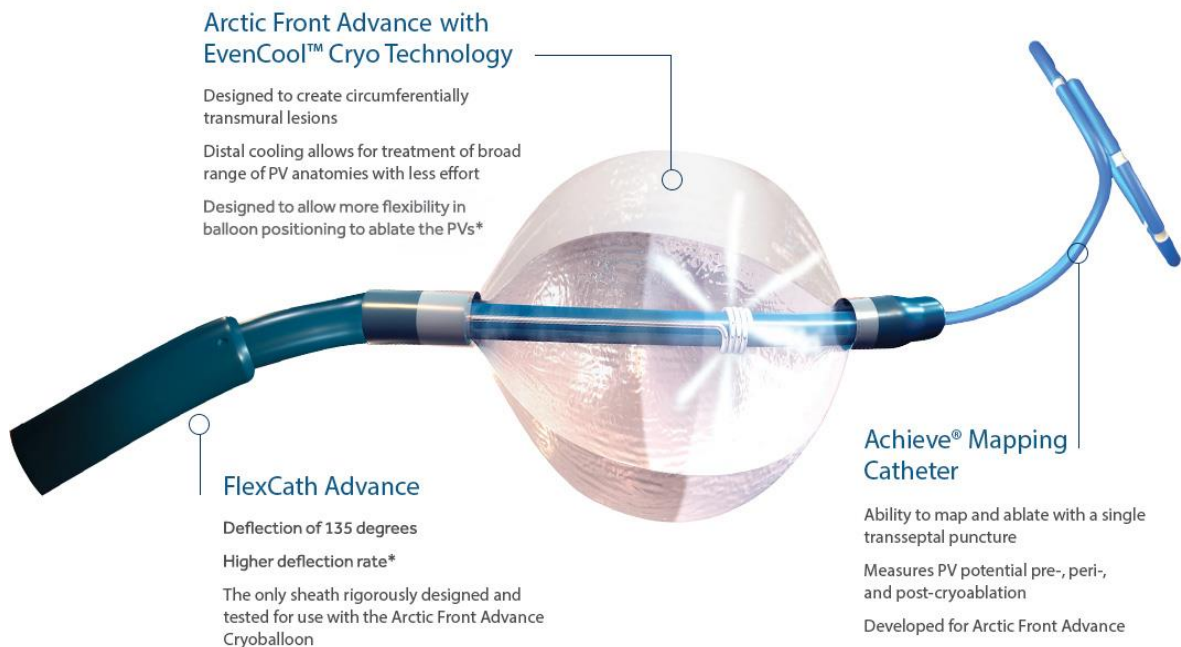 Arctic Front Advance with
EvenCool™ Cryo Technology
Designed to create circumferentially
transmural lesions
Distal cooling allows for treatment of broad
range of PV anatomies with less effort
Designed to allow more flexibility in
balloon positioning to ablate the PVs*
FlexCath Advance
Deflection of 135 degrees
Higher deflection rate*
The only sheath rigorously designed and
tested for use with the Arctic Front Advance
Cryoballoon
Achieve® Mapping
Catheter
Ability to map and ablate with a single
transseptal puncture
Measures PV potential pre-, peri-,
and post-cryoablation
Developed for Arctic Front Advance